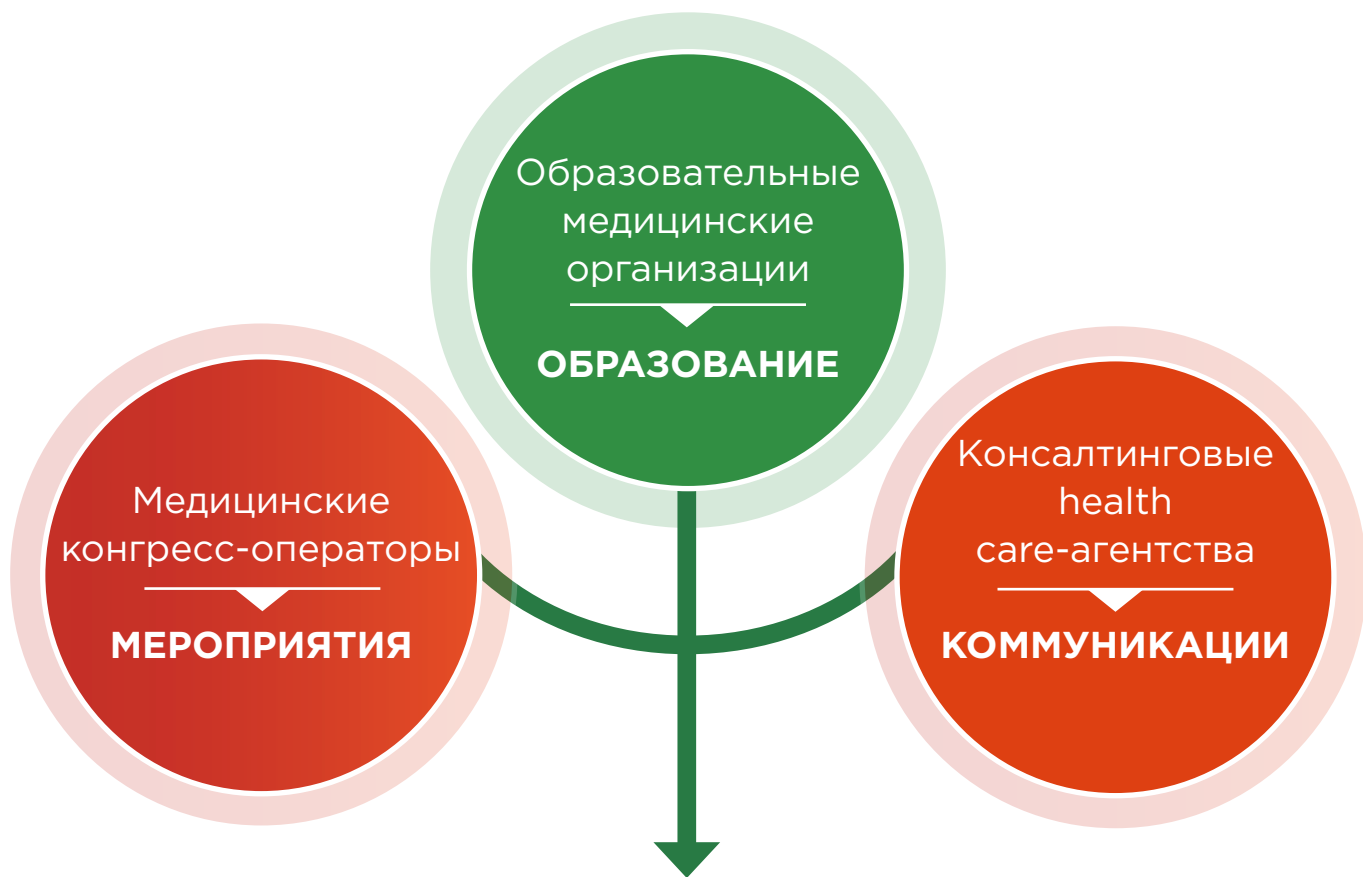 Образовательные
медицинские
организации
ОБРАЗОВАНИЕ
Медицинские
конгресс-операторы
МЕРОПРИЯТИЯ
Консалтинговые
health
care-агентства
КОММУНИКАЦИИ